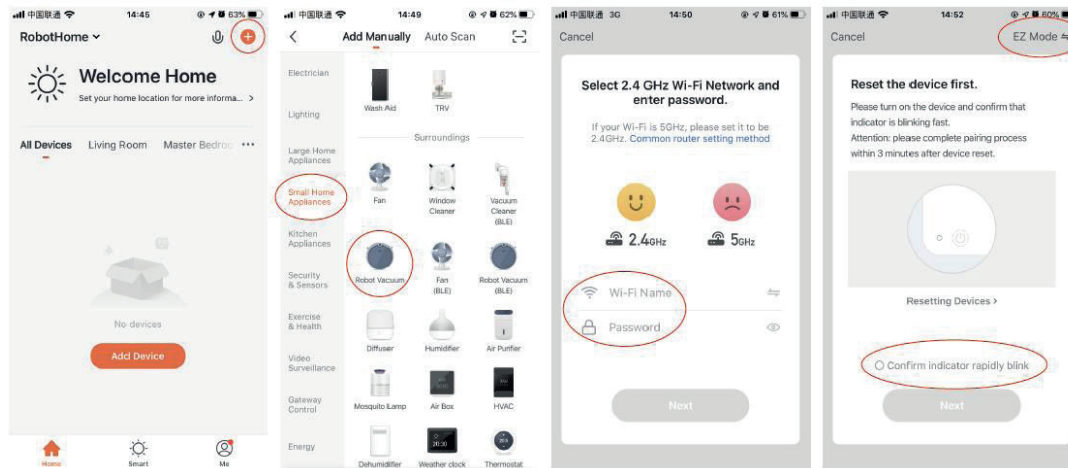 中国联通
14:45
63%
RobotHome
Welcome Home
Set your home location for more informa... >
All Devices Living Room Master Bedroo ...
No devices
Add Device
Home Smart Me
中国联通
14:49
62%
Add Manually Auto Scan
Electrician
Lighting
Large Home
Appliances
Small Home
Appliances
Kitchen
Appliances
Security
& Sensors
Exercise
& Health
Video
Surveillance
Gateway
Control
Energy
Wash Aid TRV
Surroundings
Fan Window
Cleaner Vacuum
Cleaner
(BLE)
Robot Vacuum Fan
(BLE) Robot Vacuum
(BLE)
Diffuser Humidifier Air Purifier
Mosquito Lamp Air Box HVAC
Dehumidifier Weather clock Thermostat
中国联通 3G
14:50
61%
Cancel
Select 2.4 GHz Wi-Fi Network and
enter password.
If your Wi-Fi is 5GHz, please set it to be
2.4GHz. Common router setting method
2.4GHz 5GHz
Wi-Fi Name
Password
Next
中国联通
14:52
60%
Cancel
EZ Mode
Reset the device first.
Please turn on the device and confirm that
indicator is blinking fast.
Attention: please complete pairing process
within 3 minutes after device reset.
Resetting Devices >
Confirm indicator rapidly blink
Next